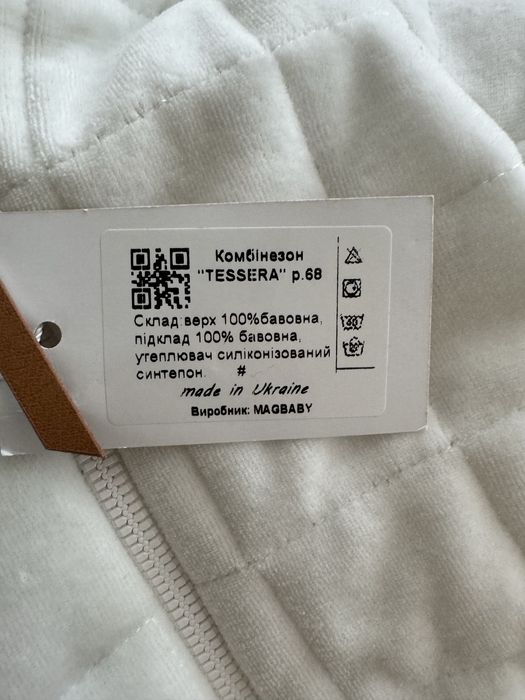 Комбінезон
"TESSERA" р.68
Склад:верх 100%бавовна,
підклад 100% бавовна,
утеплювач силіконізований
синтепон. #
made in Ukraine
Виробник: MAGBABY